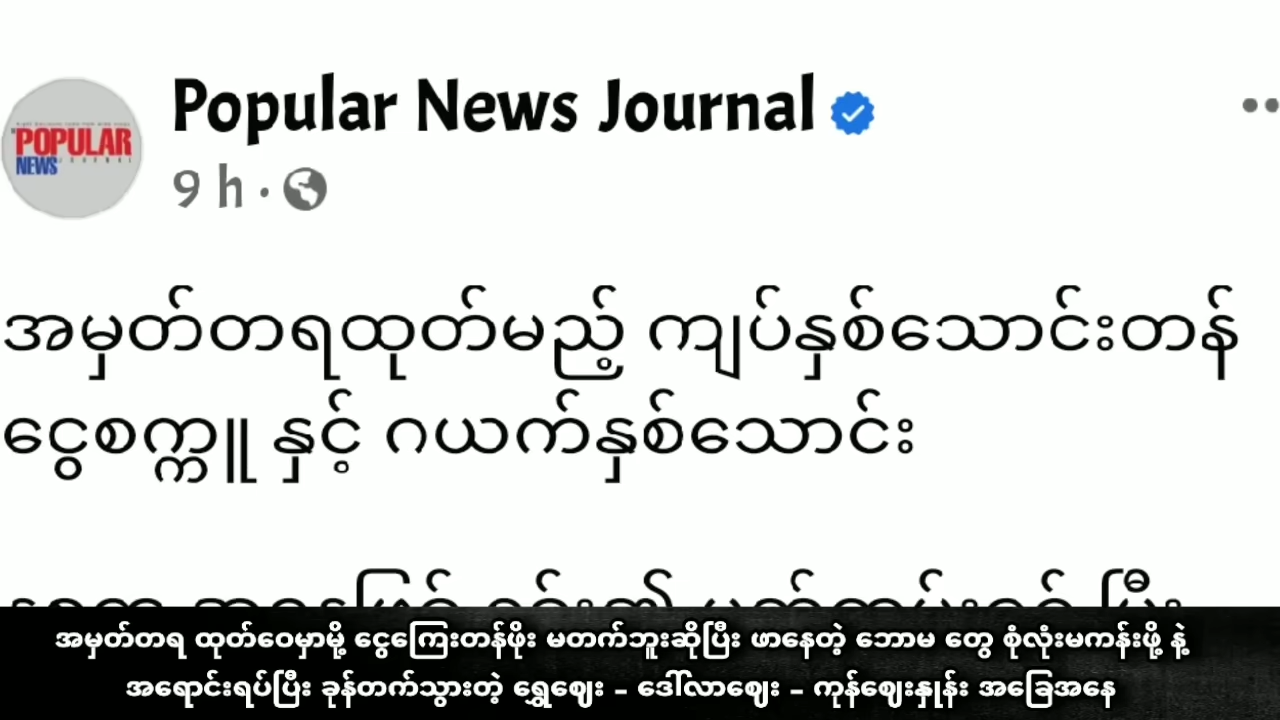 Popular News Journal
POPULAR
NEWS JOURNAL
9 h
အမှတ်တရထုတ်မည့် ကျပ်နှစ်သောင်းတန်
ငွေစက္ကူ နှင့် ဂယက်နှစ်သောင်း
အမှတ်တရ ထုတ်ဝေမှာမို့ ငွေကြေးတန်ဖိုး မတက်ဘူးဆိုပြီး ဖာနေတဲ့ ဘောမ တွေ စုံလုံးမကန်းဖို့ နဲ့
အရောင်းရပ်ပြီး ခုန်တက်သွားတဲ့ ရွှေဈေး - ဒေါ်လာဈေး - ကုန်ဈေးနှုန်း အခြေအနေ